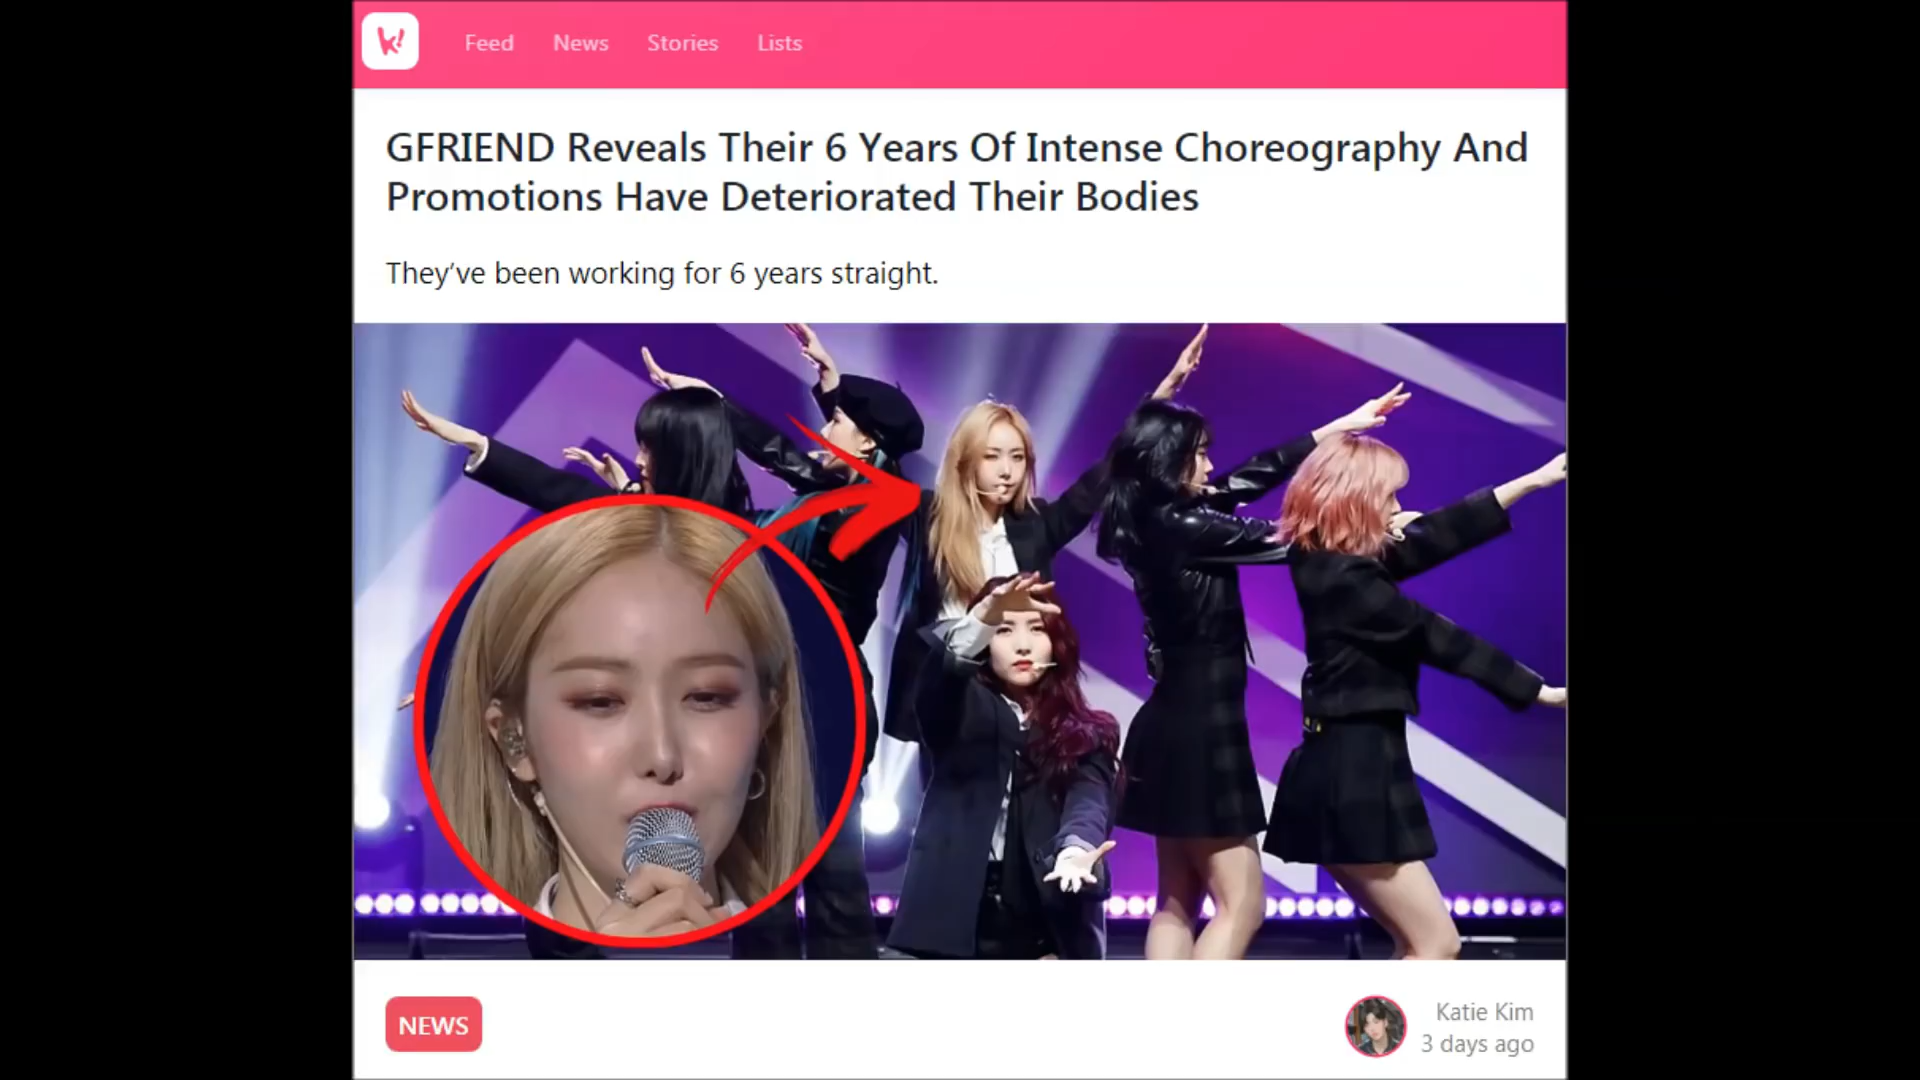 k!
Feed News Stories Lists
GFRIEND Reveals Their 6 Years Of Intense Choreography And
Promotions Have Deteriorated Their Bodies
They’ve been working for 6 years straight.
NEWS
Katie Kim
3 days ago